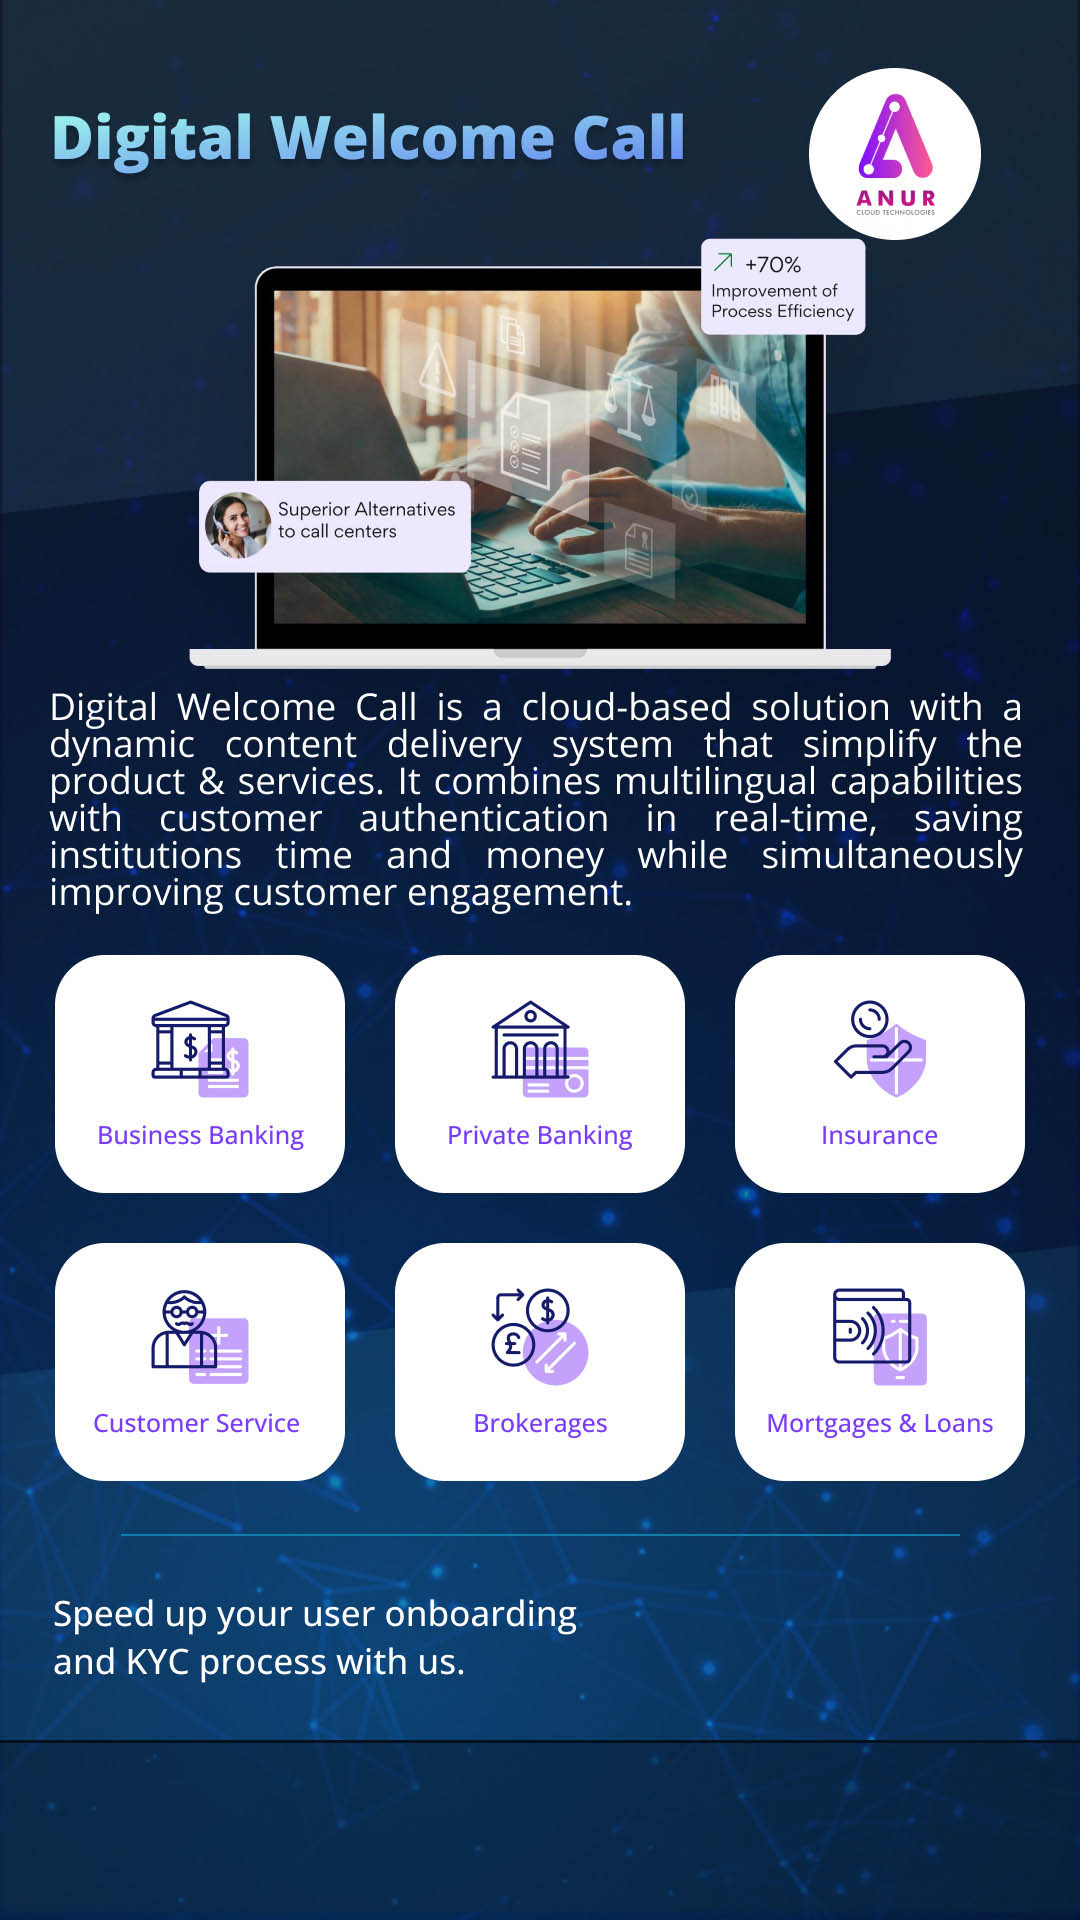 Digital Welcome Call
ANUR
CLOUD TECHNOLOGIES
+70%
Improvement of
Process Efficiency
Superior Alternatives
to call centers
Digital Welcome Call is a cloud-based solution with a
dynamic content delivery system that simplify the
product & services. It combines multilingual capabilities
with customer authentication in real-time, saving
institutions time and money while simultaneously
improving customer engagement.
Business Banking
Private Banking
Insurance
Customer Service
Brokerages
Mortgages & Loans
Speed up your user onboarding
and KYC process with us.